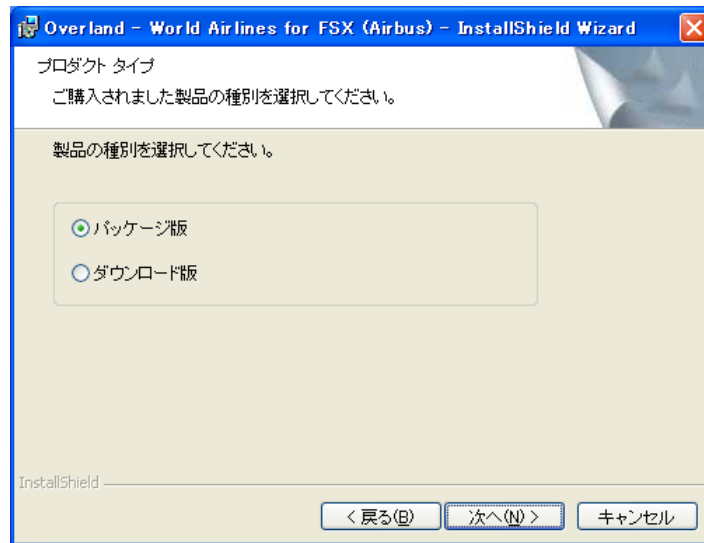 Overland - World Airlines for FSX (Airbus) - InstallShield Wizard
プロダクト タイプ
ご購入されました製品の種別を選択してください。
製品の種別を選択してください。
パッケージ版
ダウンロード版
InstallShield
< 戻る(B)
次へ(N) >
キャンセル